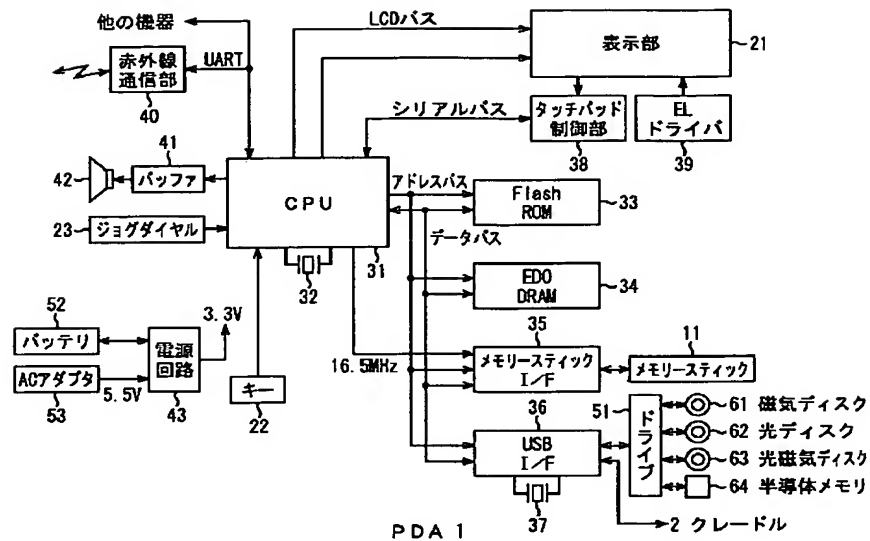 他の機器
LCDバス
表示部
21
赤外線
通信部
UART
40
シリアルバス
タッチパッド
制御部
38
EL
ドライバ
39
42
41
バッファ
CPU
31
アドレスバス
Flash
ROM
33
23
ジョグダイヤル
データバス
32
EDO
DRAM
34
3.3V
52
バッテリ
電源
回路
43
ACアダプタ
53
5.5V
キー
22
16.5MHz
35
メモリースティック
I/F
11
メモリースティック
36
USB
I/F
37
51
ドライブ
61 磁気ディスク
62 光ディスク
63 光磁気ディスク
64 半導体メモリ
2 クレードル
PDA 1